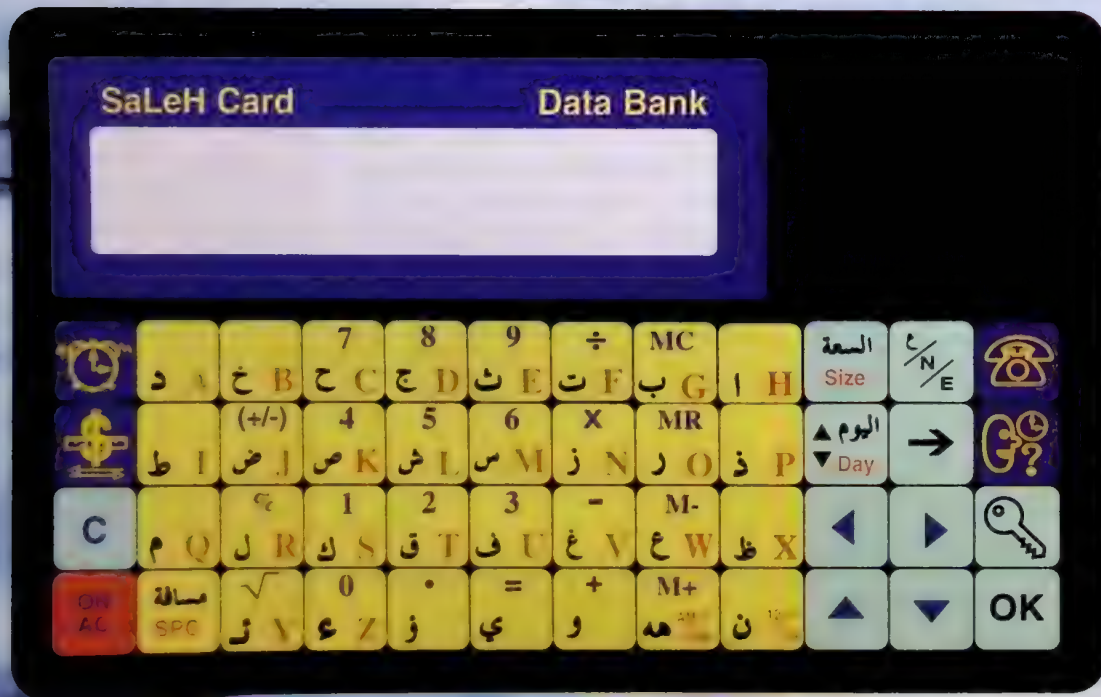 SaLeH Card Data Bank
7 8 9 ÷ MC
د خ B ح C ج D ث E ت F ب G ا H السعة Size ع/N/E
(+/-) 4 5 6 X MR
ط I ض J ص K ش L س M ز N ر O ذ P اليوم Day →
% 1 2 3 - M-
C م Q ل R ك S ق T ف U غ V ع W ظ X
√ 0 • = + M+
ON AC مسافة SPC Y ء Z ي و هـ ن OK